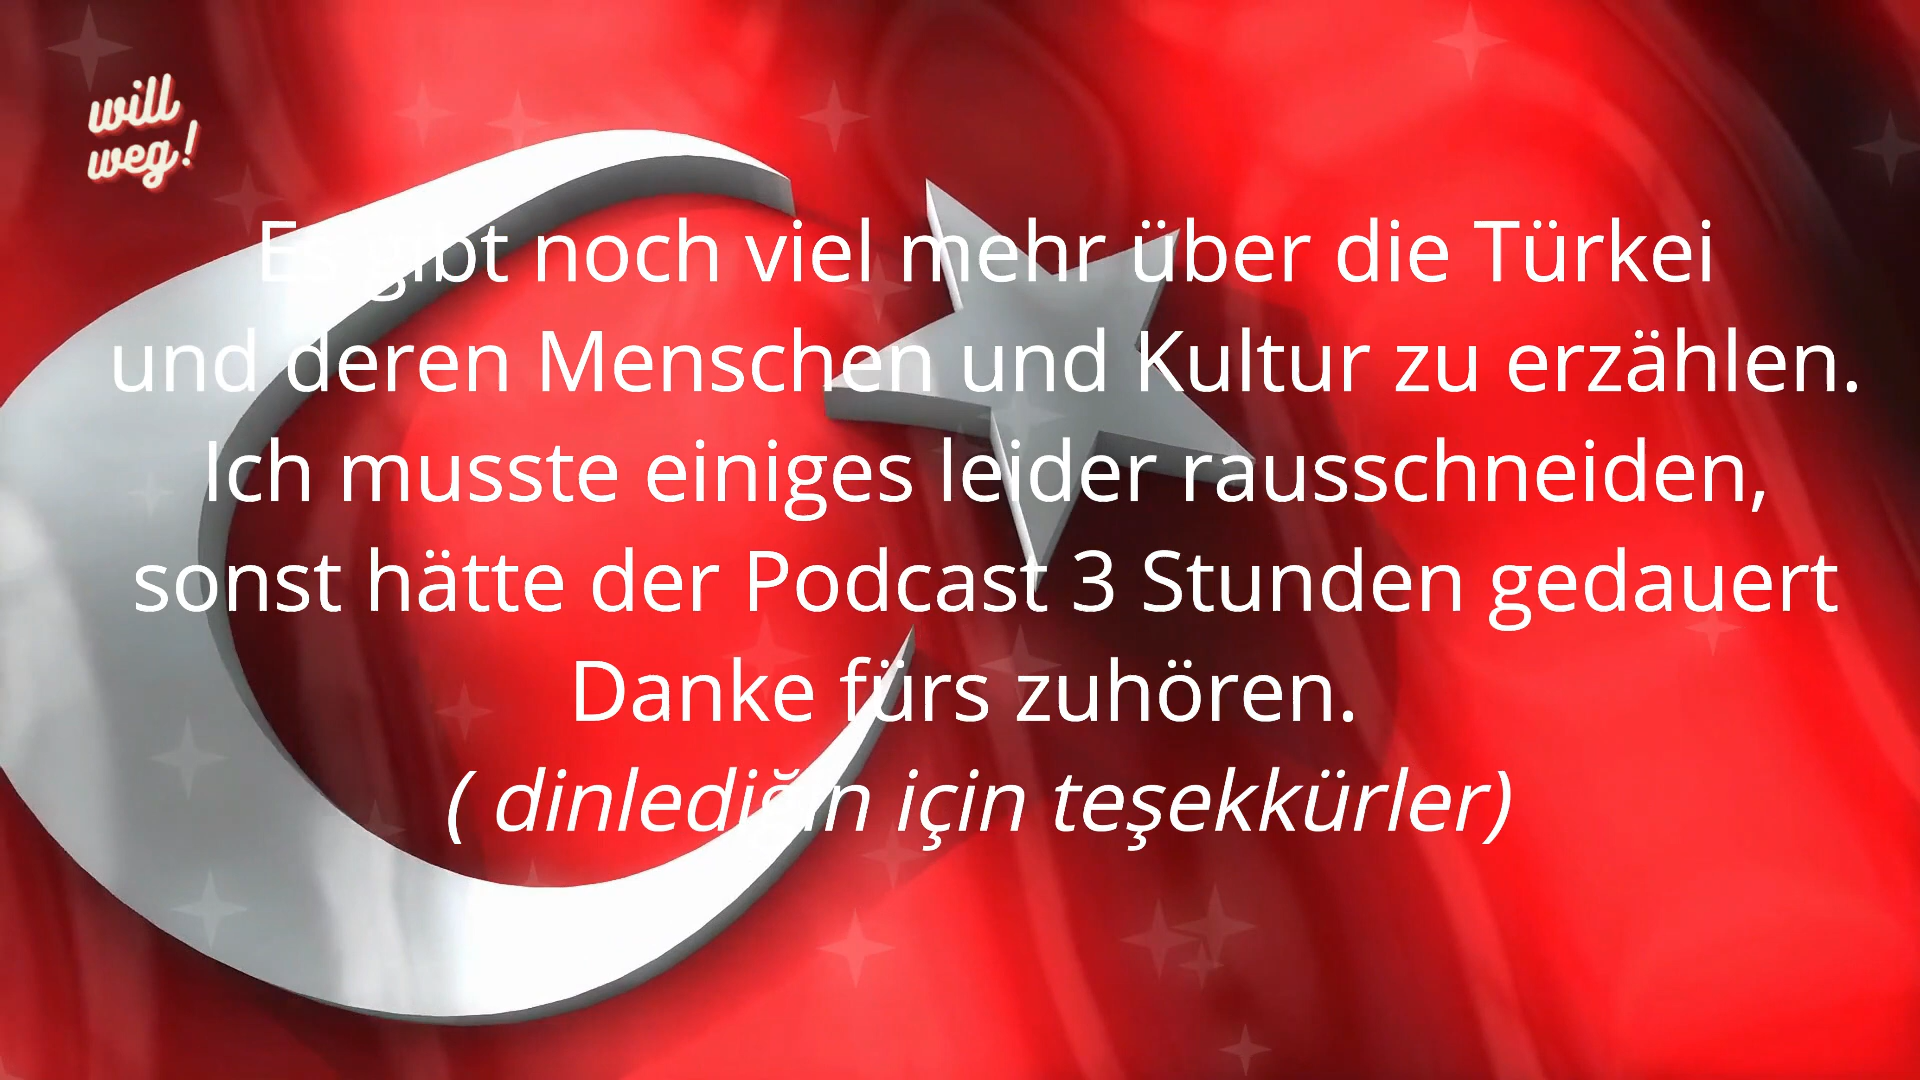 will
weg!
Es gibt noch viel mehr über die Türkei
und deren Menschen und Kultur zu erzählen.
Ich musste einiges leider rausschneiden,
sonst hätte der Podcast 3 Stunden gedauert
Danke fürs zuhören.
( dinlediğin için teşekkürler)